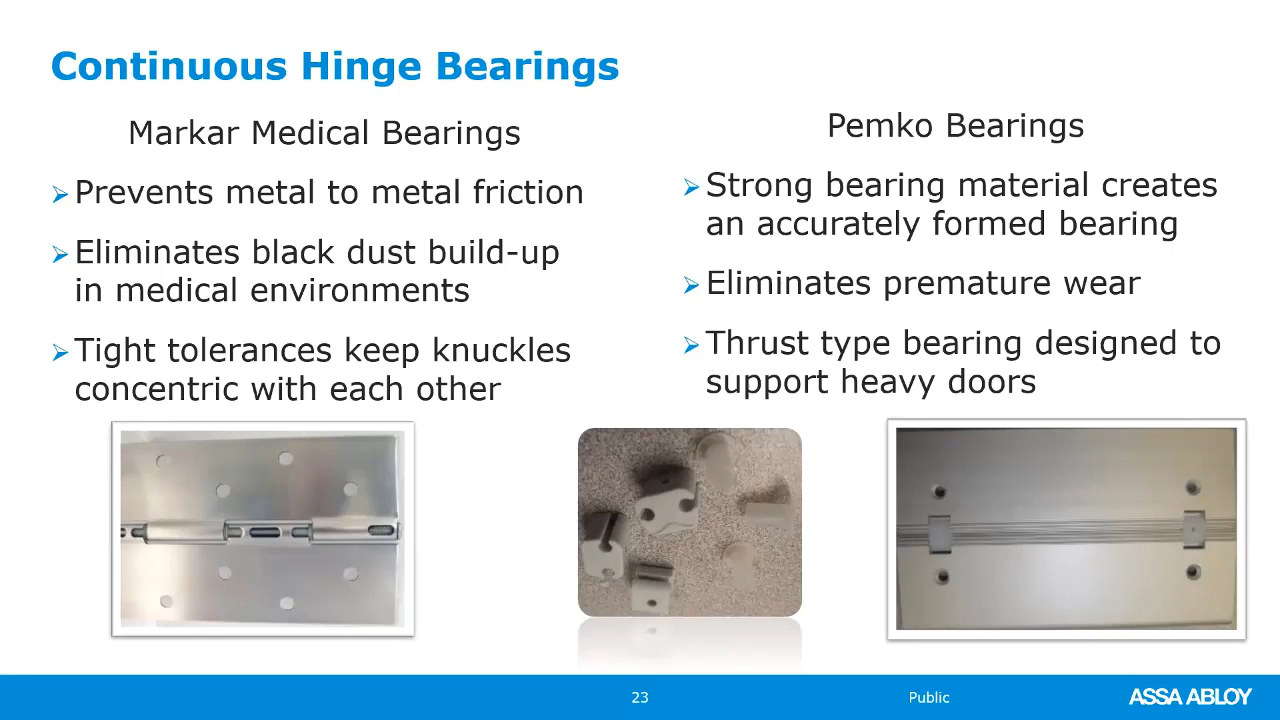 Continuous Hinge Bearings
Markar Medical Bearings
Prevents metal to metal friction
Eliminates black dust build-up
in medical environments
Tight tolerances keep knuckles
concentric with each other
Pemko Bearings
Strong bearing material creates
an accurately formed bearing
Eliminates premature wear
Thrust type bearing designed to
support heavy doors
23
Public
ASSA ABLOY